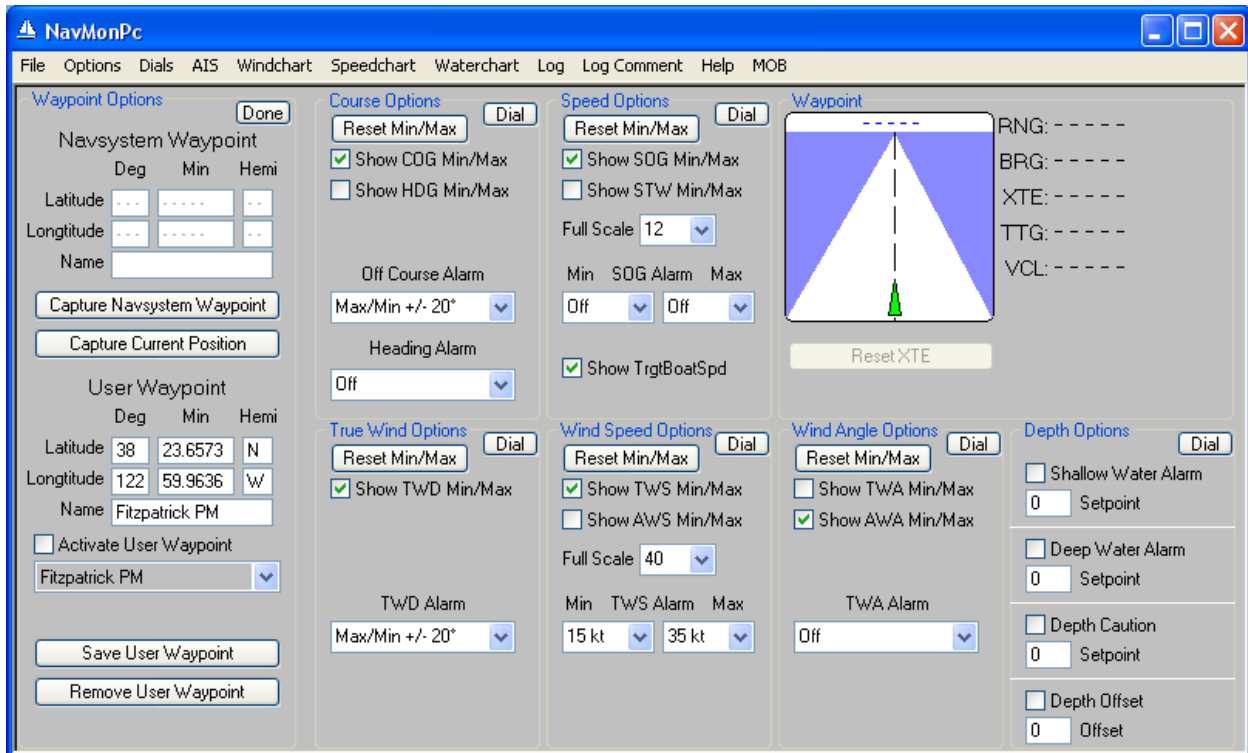 NavMonPc
File Options Dials AIS Windchart Speedchart Waterchart Log Log Comment Help MOB
Waypoint Options
Done
Navsystem Waypoint
Deg Min Hemi
Latitude - - - - - - - - - -
Longtitude - - - - - - - - - -
Name
Capture Navsystem Waypoint
Capture Current Position
User Waypoint
Deg Min Hemi
Latitude 38 23.6573 N
Longtitude 122 59.9636 W
Name Fitzpatrick PM
Activate User Waypoint
Fitzpatrick PM
Save User Waypoint
Remove User Waypoint
Course Options
Dial
Reset Min/Max
Show COG Min/Max
Show HDG Min/Max
Off Course Alarm
Max/Min +/- 20°
Heading Alarm
Off
Speed Options
Dial
Reset Min/Max
Show SOG Min/Max
Show STW Min/Max
Full Scale 12
Min SOG Alarm Max
Off Off
Show TrgtBoatSpd
Waypoint
- - - - -
RNG: - - - - -
BRG: - - - - -
XTE: - - - - -
TTG: - - - - -
VCL: - - - - -
Reset XTE
True Wind Options
Dial
Reset Min/Max
Show TWD Min/Max
TWD Alarm
Max/Min +/- 20°
Wind Speed Options
Dial
Reset Min/Max
Show TWS Min/Max
Show AWS Min/Max
Full Scale 40
Min TWS Alarm Max
15 kt 35 kt
Wind Angle Options
Dial
Reset Min/Max
Show TWA Min/Max
Show AWA Min/Max
TWA Alarm
Off
Depth Options
Dial
Shallow Water Alarm
0 Setpoint
Deep Water Alarm
0 Setpoint
Depth Caution
0 Setpoint
Depth Offset
0 Offset